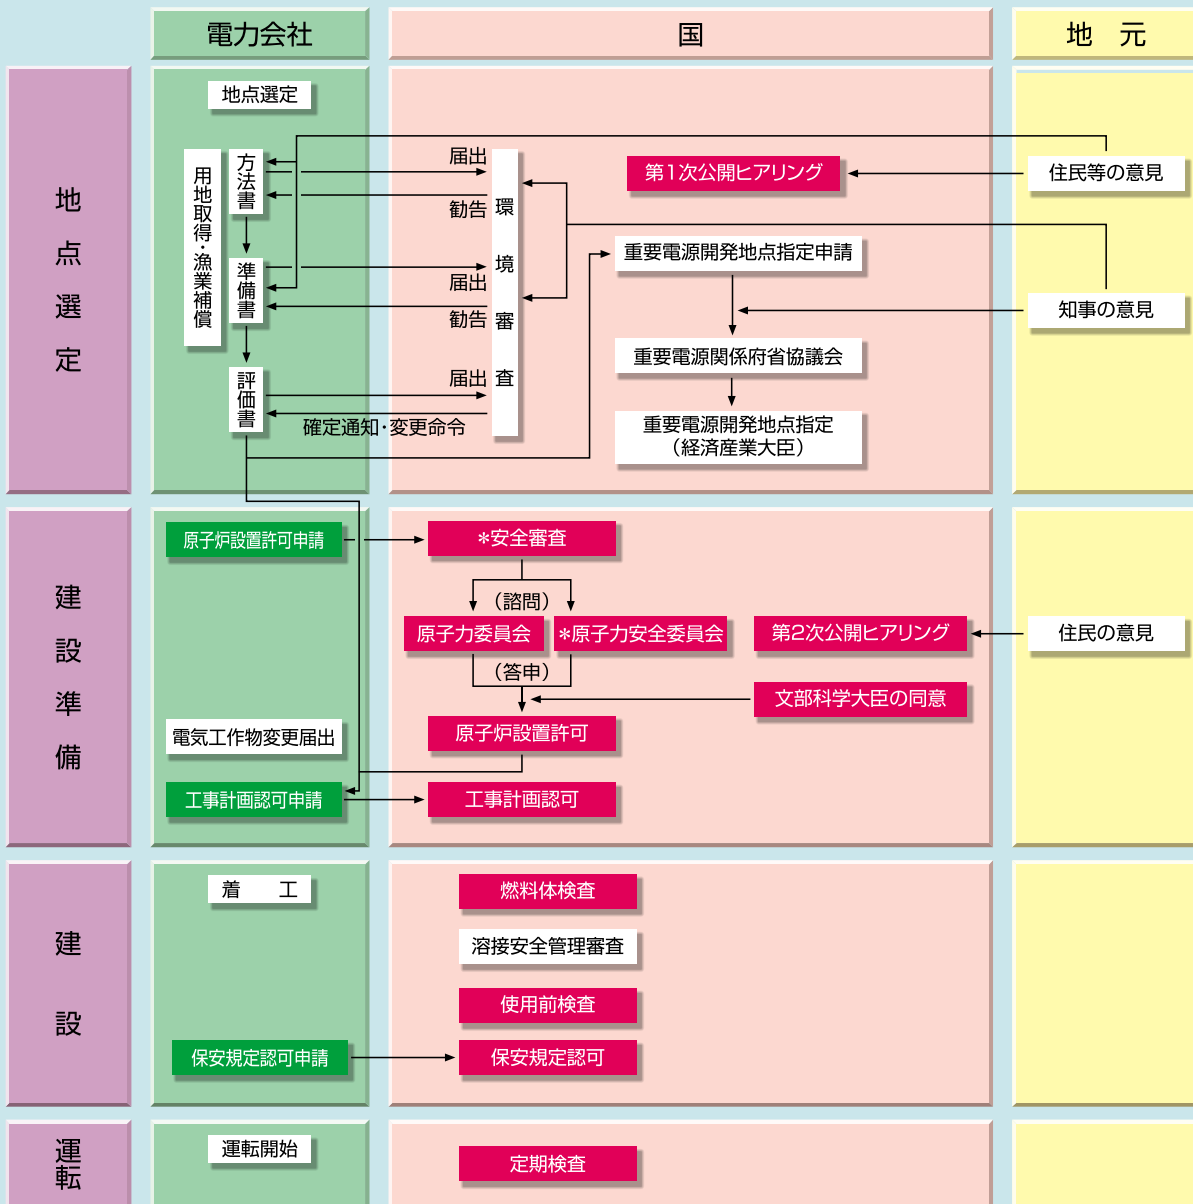 電力会社
国
地　元
地点選定
地点選定
用地取得・漁業補償
方法書
準備書
評価書
届出
勧告
届出
勧告
届出
確定通知・変更命令
環境審査
第1次公開ヒアリング
重要電源開発地点指定申請
重要電源関係府省協議会
重要電源開発地点指定
（経済産業大臣）
住民等の意見
知事の意見
建設準備
原子炉設置許可申請
電気工作物変更届出
工事計画認可申請
＊安全審査
（諮問）
原子力委員会
＊原子力安全委員会
（答申）
原子炉設置許可
工事計画認可
第2次公開ヒアリング
文部科学大臣の同意
住民の意見
建設
着　工
保安規定認可申請
燃料体検査
溶接安全管理審査
使用前検査
保安規定認可
運転
運転開始
定期検査